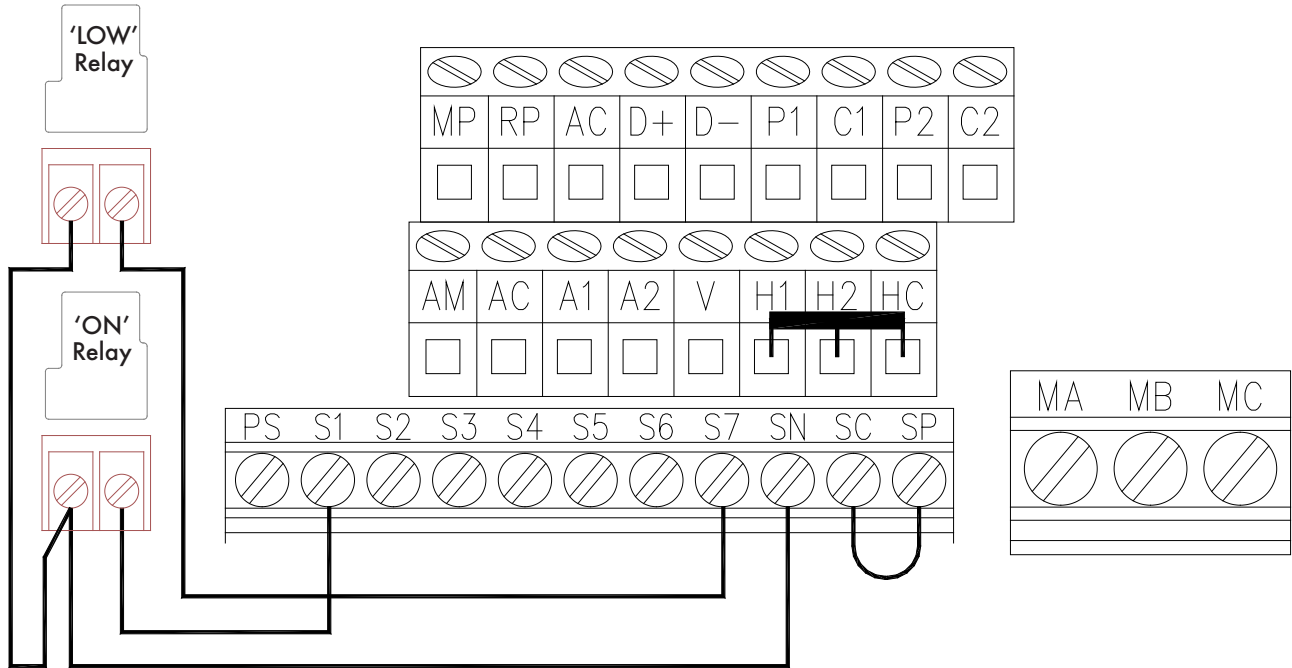 ‘LOW’
Relay
‘ON’
Relay
MP RP AC D+ D− P1 C1 P2 C2
AM AC A1 A2 V H1 H2 HC
PS S1 S2 S3 S4 S5 S6 S7 SN SC SP
MA MB MC